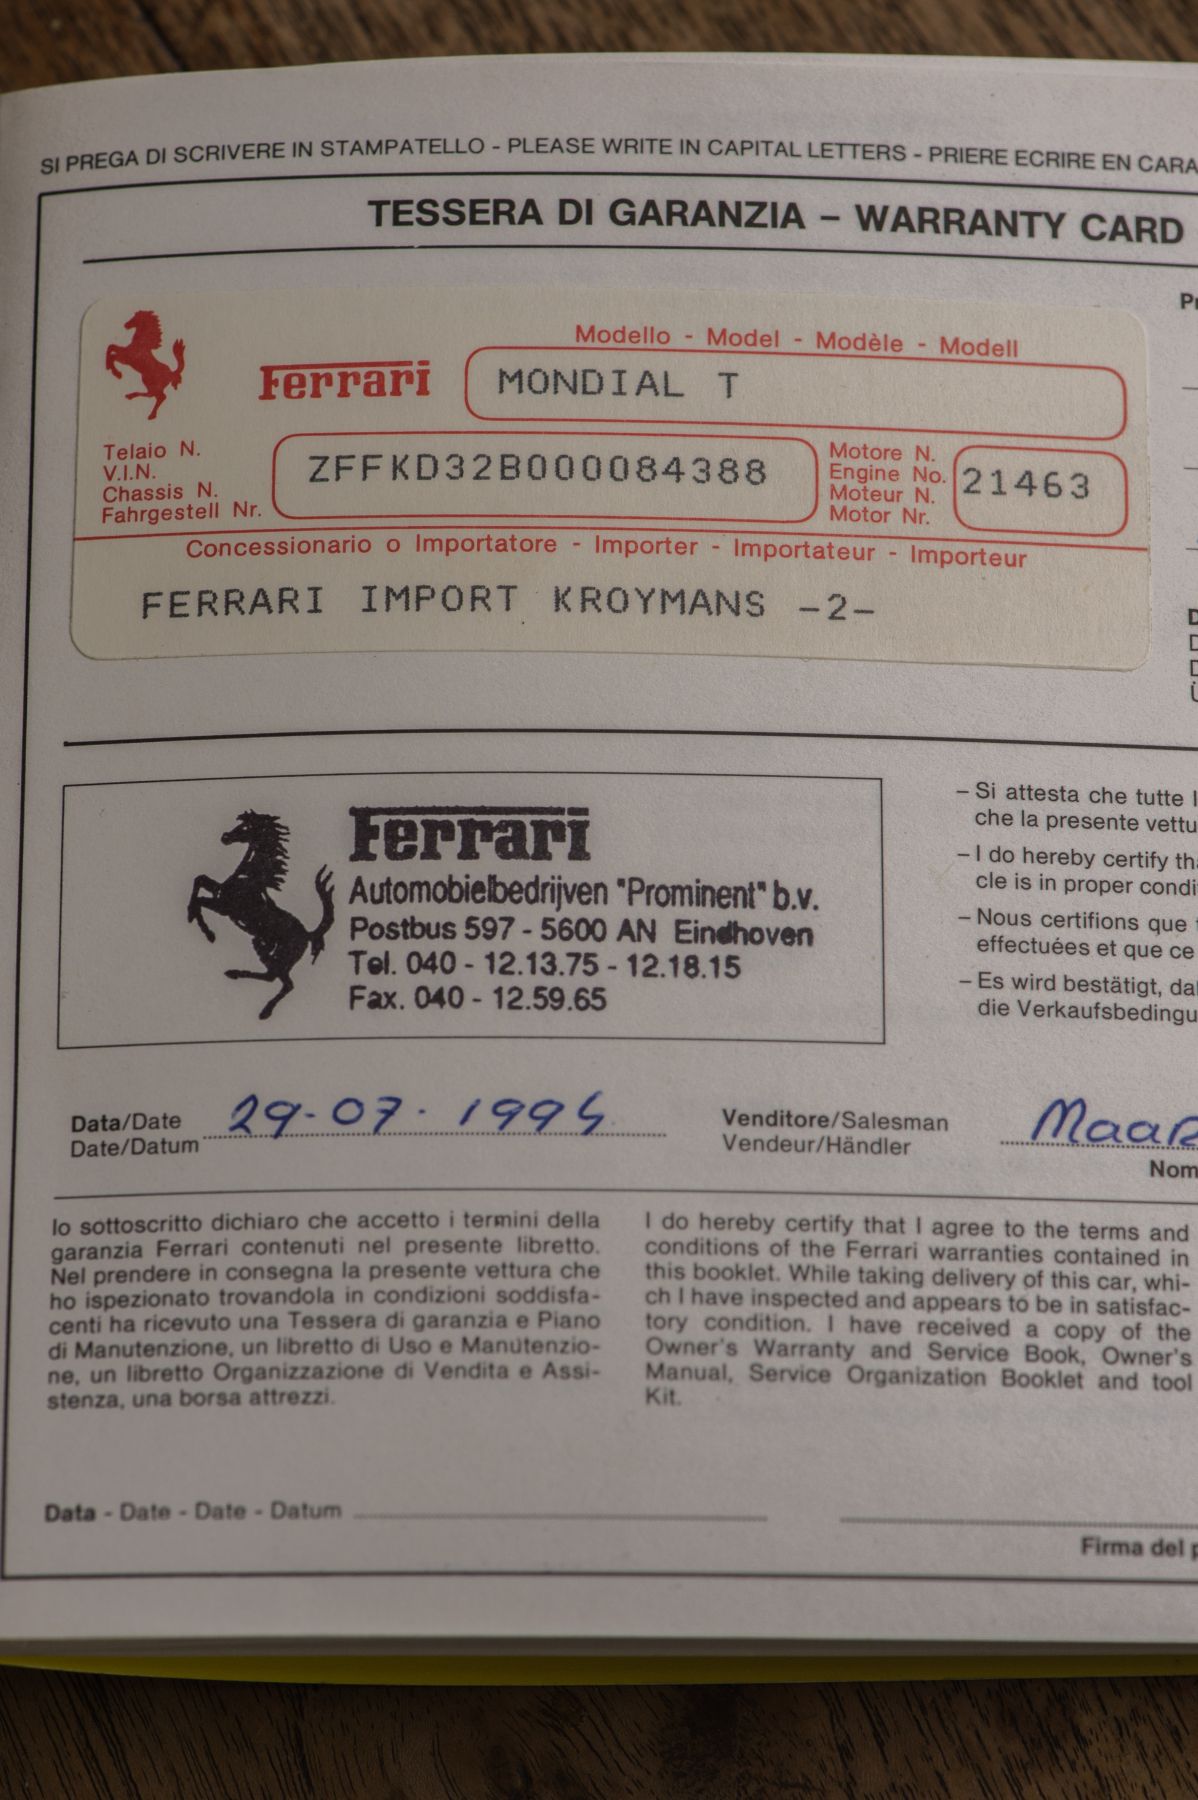 SI PREGA DI SCRIVERE IN STAMPATELLO - PLEASE WRITE IN CAPITAL LETTERS - PRIERE ECRIRE EN CARA
TESSERA DI GARANZIA – WARRANTY CARD
Modello - Model - Modèle - Modell
Ferrari
MONDIAL T
Telaio N.
V.I.N.
Chassis N.
Fahrgestell Nr.
ZFFKD32B000084388
Motore N.
Engine No.
Moteur N.
Motor Nr.
21463
Concessionario o Importatore - Importer - Importateur - Importeur
FERRARI IMPORT KROYMANS -2-
Ferrari
Automobielbedrijven "Prominent" b.v.
Postbus 597 - 5600 AN Eindhoven
Tel. 040 - 12.13.75 - 12.18.15
Fax. 040 - 12.59.65
– Si attesta che tutte l
che la presente vettu
– I do hereby certify tha
cle is in proper condi
– Nous certifions que
effectuées et que ce
– Es wird bestätigt, da
die Verkaufsbedingu
Data/Date
Date/Datum
29-07-1994
Venditore/Salesman
Vendeur/Händler
Maar
Nom
Io sottoscritto dichiaro che accetto i termini della
garanzia Ferrari contenuti nel presente libretto.
Nel prendere in consegna la presente vettura che
ho ispezionato trovandola in condizioni soddisfa-
centi ha ricevuto una Tessera di garanzia e Piano
di Manutenzione, un libretto di Uso e Manutenzio-
ne, un libretto Organizzazione di Vendita e Assi-
stenza, una borsa attrezzi.
I do hereby certify that I agree to the terms and
conditions of the Ferrari warranties contained in
this booklet. While taking delivery of this car, whi-
ch I have inspected and appears to be in satisfac-
tory condition. I have received a copy of the
Owner's Warranty and Service Book, Owner's
Manual, Service Organization Booklet and tool
Kit.
Data - Date - Date - Datum
Firma del p